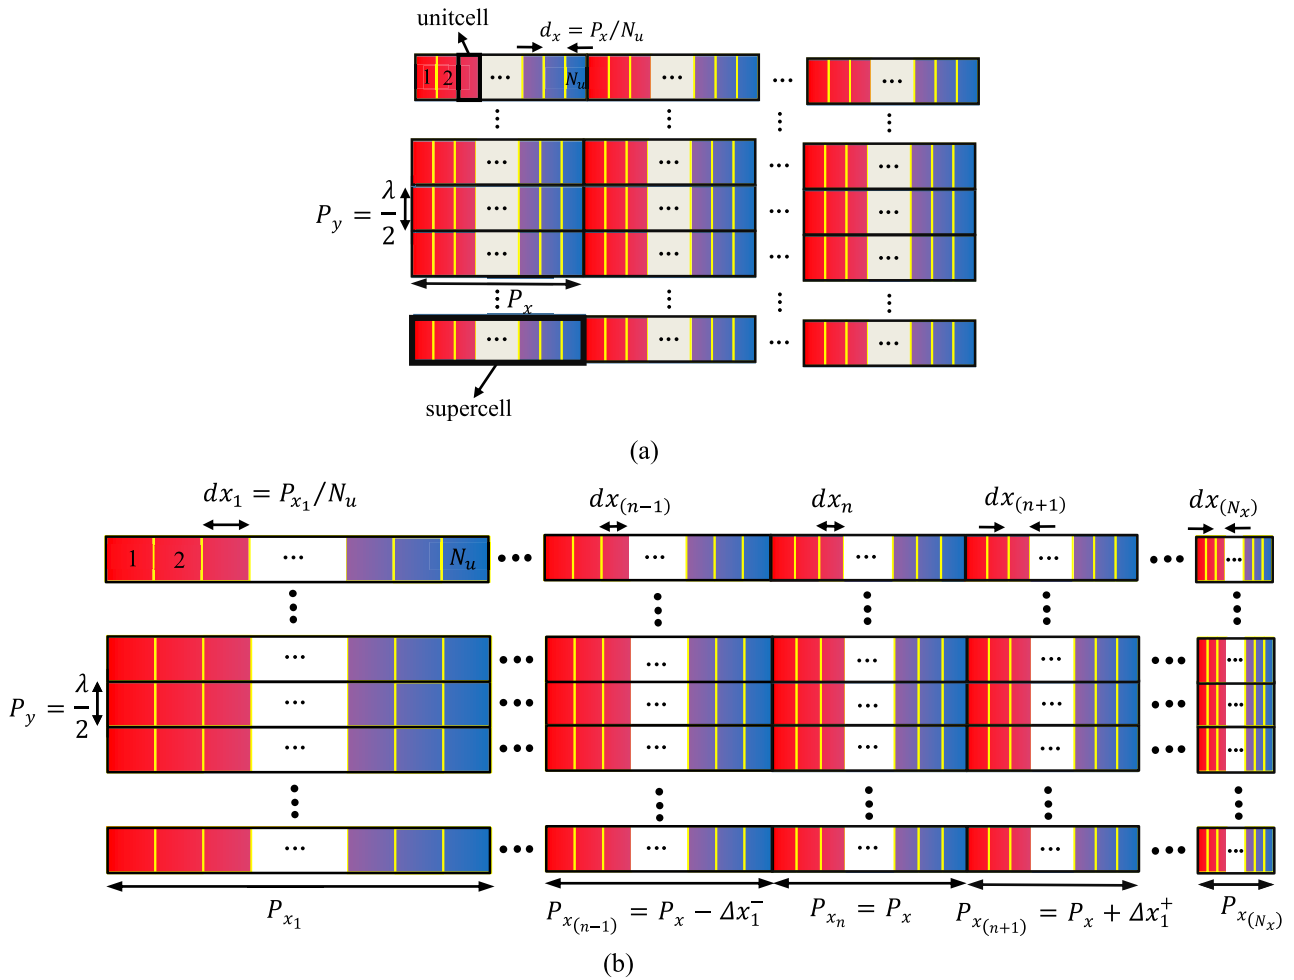 unitcell
d_x = P_x/N_u
1 2 ... N_u
P_y = λ/2
P_x
supercell
(a)
dx_1 = P_{x_1}/N_u
dx_{(n-1)}
dx_n
dx_{(n+1)}
dx_{(N_x)}
1 2 ... N_u
P_y = λ/2
P_{x_1}
P_{x_{(n-1)}} = P_x − Δx_1^−
P_{x_n} = P_x
P_{x_{(n+1)}} = P_x + Δx_1^+
P_{x_{(N_x)}}
(b)